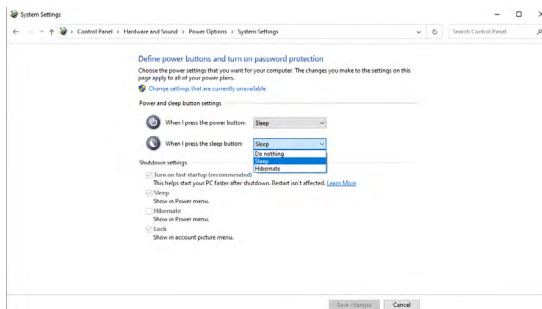 System Settings
Control Panel > Hardware and Sound > Power Options > System Settings
Search Control Panel
Define power buttons and turn on password protection
Choose the power settings that you want for your computer. The changes you make to the settings on this
page apply to all of your power plans.
Change settings that are currently unavailable
Power and sleep button settings
When I press the power button: Sleep
When I press the sleep button: Sleep
Do nothing
Sleep
Hibernate
Shutdown settings
Turn on fast startup (recommended)
This helps start your PC faster after shutdown. Restart isn't affected. Learn More
Sleep
Show in Power menu.
Hibernate
Show in Power menu.
Lock
Show in account picture menu.
Save changes Cancel